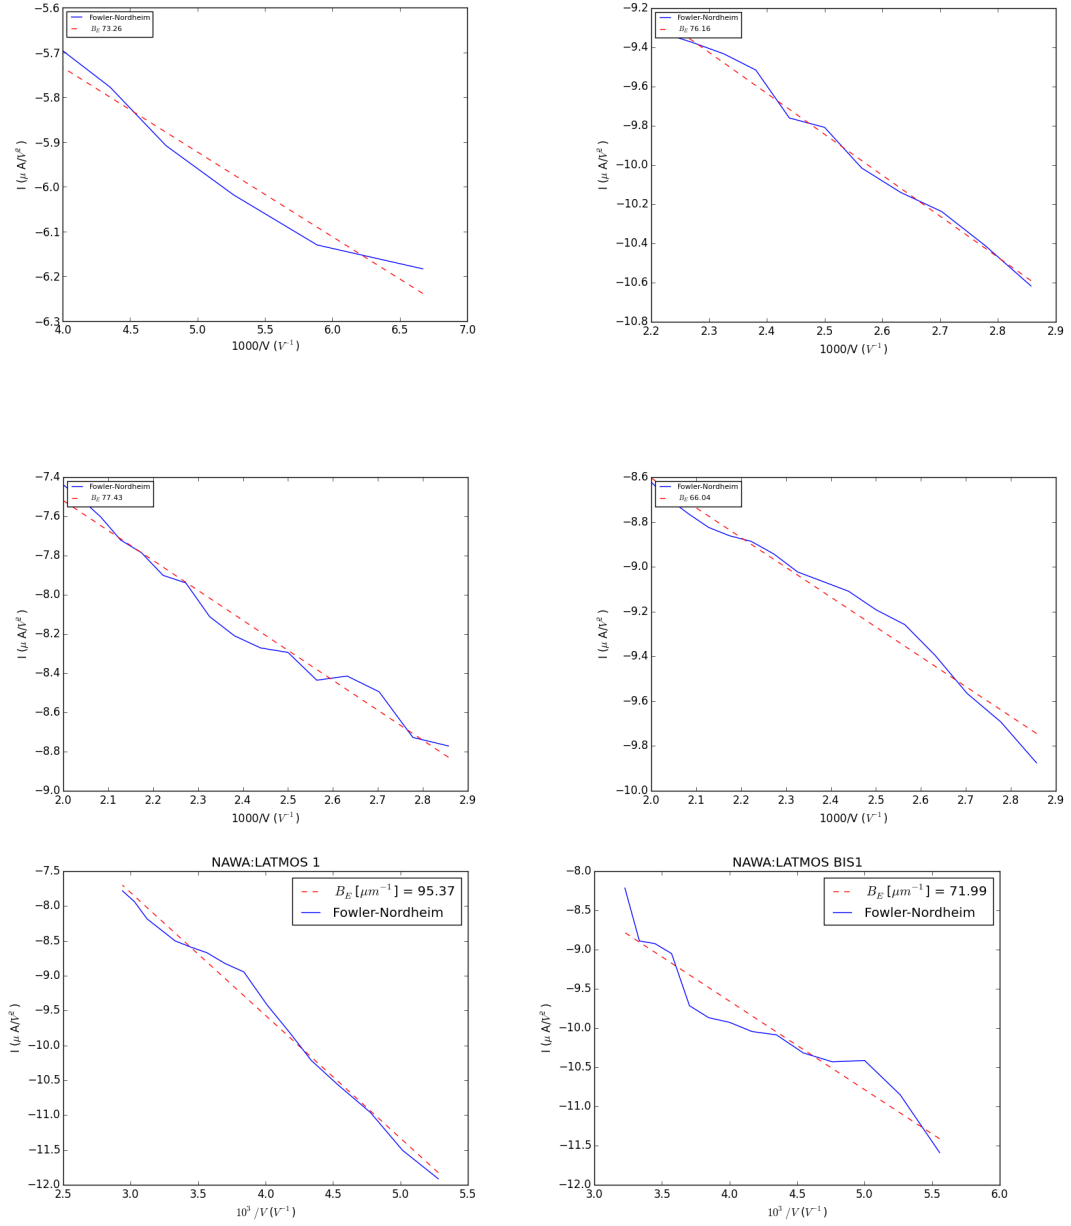 Fowler-Nordheim
B_E 73.26
−5.6
−5.7
−5.8
−5.9
−6.0
−6.1
−6.2
−6.3
I (μ A/V²)
4.0 4.5 5.0 5.5 6.0 6.5 7.0
1000/V (V⁻¹)
Fowler-Nordheim
B_E 76.16
−9.2
−9.4
−9.6
−9.8
−10.0
−10.2
−10.4
−10.6
−10.8
I (μ A/V²)
2.2 2.3 2.4 2.5 2.6 2.7 2.8 2.9
1000/V (V⁻¹)
Fowler-Nordheim
B_E 77.43
−7.4
−7.6
−7.8
−8.0
−8.2
−8.4
−8.6
−8.8
−9.0
I (μ A/V²)
2.0 2.1 2.2 2.3 2.4 2.5 2.6 2.7 2.8 2.9
1000/V (V⁻¹)
Fowler-Nordheim
B_E 66.04
−8.6
−8.8
−9.0
−9.2
−9.4
−9.6
−9.8
−10.0
I (μ A/V²)
2.0 2.1 2.2 2.3 2.4 2.5 2.6 2.7 2.8 2.9
1000/V (V⁻¹)
NAWA:LATMOS 1
B_E [μm⁻¹] = 95.37
Fowler-Nordheim
−7.5
−8.0
−8.5
−9.0
−9.5
−10.0
−10.5
−11.0
−11.5
−12.0
I (μ A/V²)
2.5 3.0 3.5 4.0 4.5 5.0 5.5
10³/V (V⁻¹)
NAWA:LATMOS BIS1
B_E [μm⁻¹] = 71.99
Fowler-Nordheim
−8.0
−8.5
−9.0
−9.5
−10.0
−10.5
−11.0
−11.5
−12.0
I (μ A/V²)
3.0 3.5 4.0 4.5 5.0 5.5 6.0
10³/V (V⁻¹)